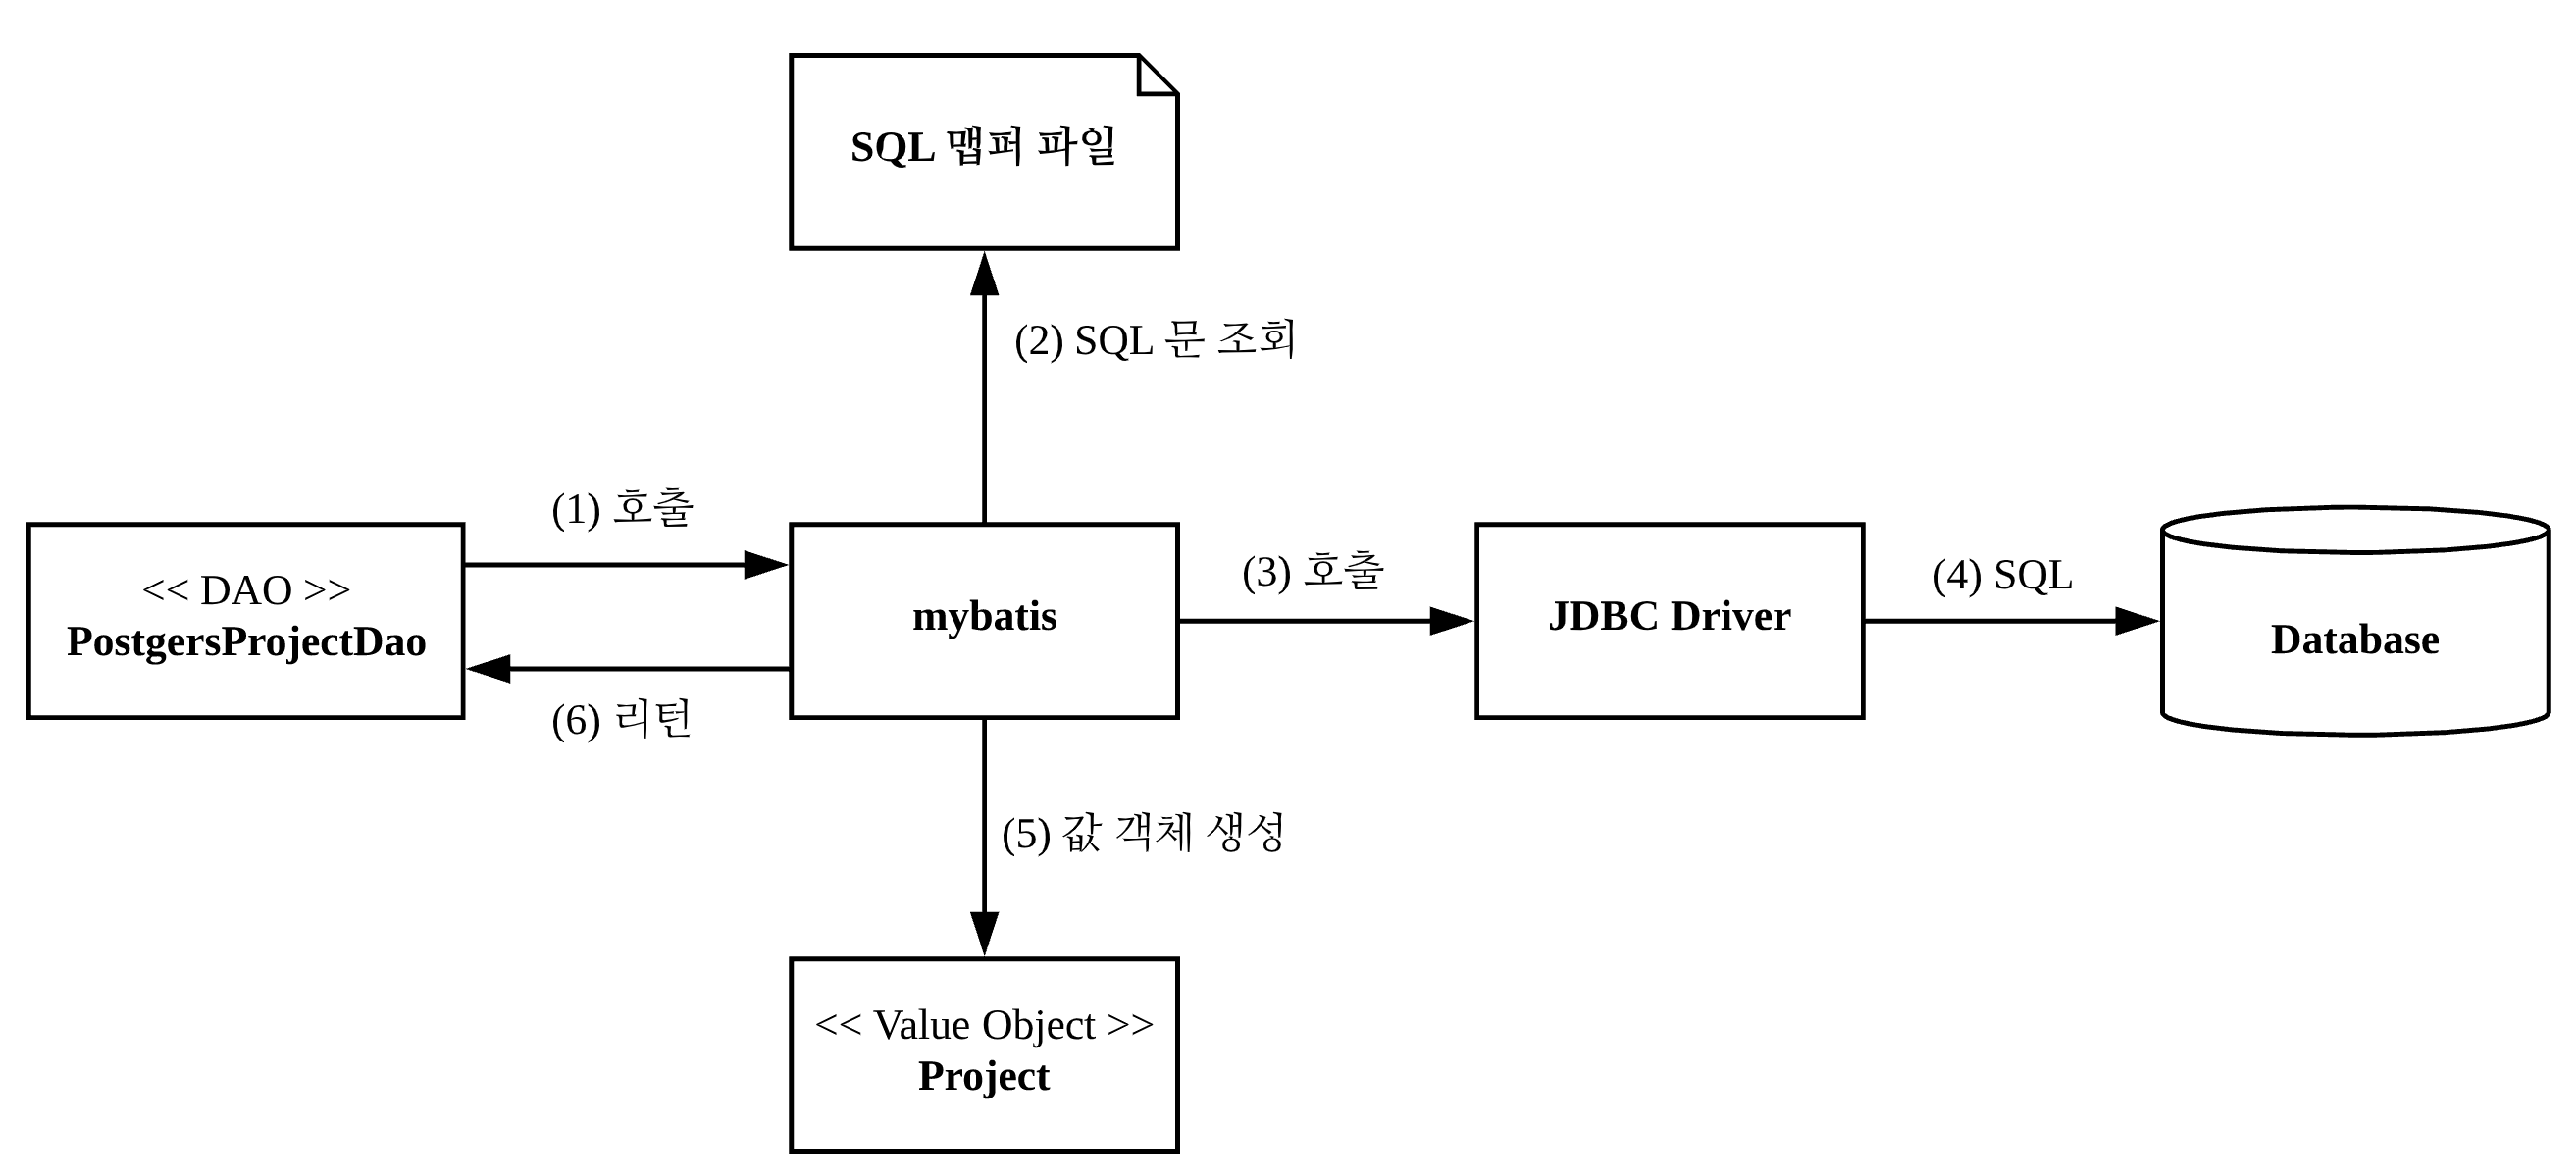 SQL 맵퍼 파일
(2) SQL 문 조회
(1) 호출
<< DAO >>
PostgersProjectDao
mybatis
(3) 호출
JDBC Driver
(4) SQL
Database
(6) 리턴
(5) 값 객체 생성
<< Value Object >>
Project